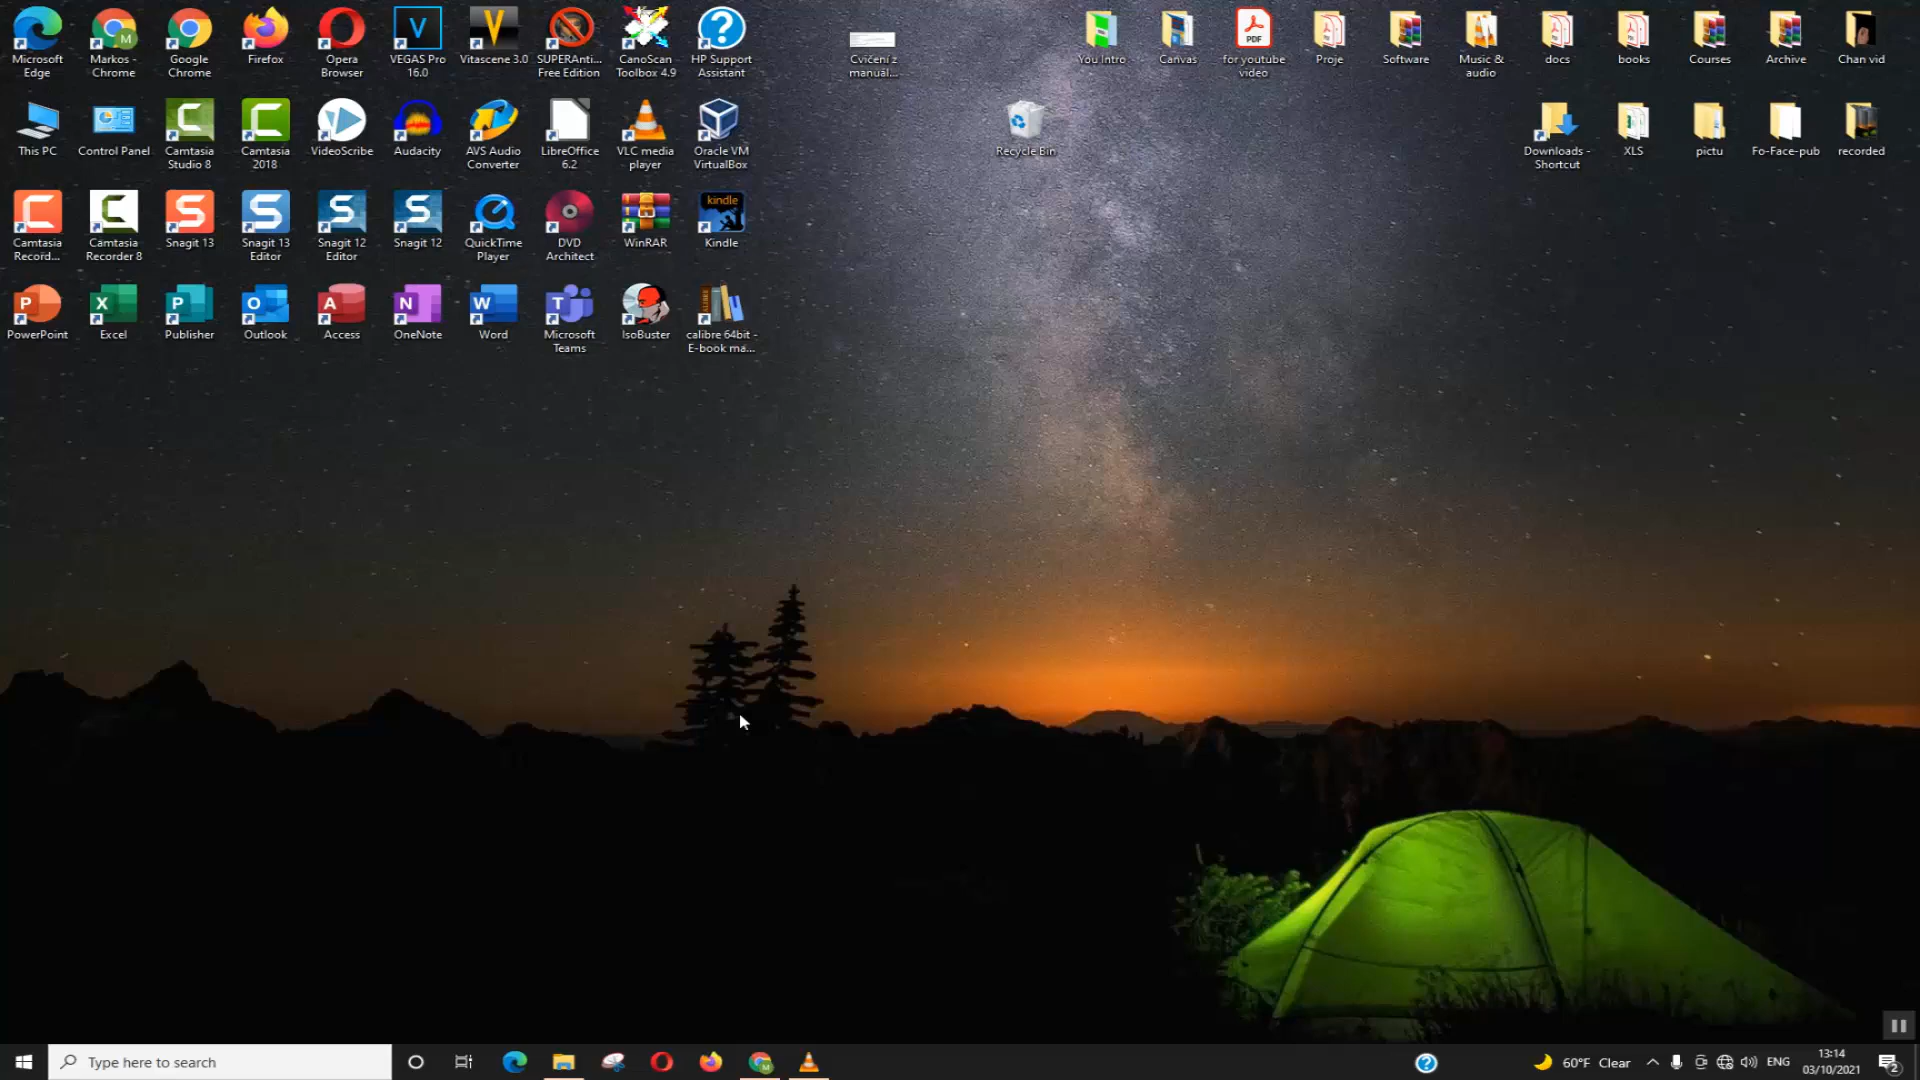 Microsoft
Edge
Markos -
Chrome
Google
Chrome
Firefox
Opera
Browser
VEGAS Pro
16.0
Vitascene 3.0
SUPERAnti...
Free Edition
CanoScan
Toolbox 4.9
HP Support
Assistant
Cvičení z
manuál...
You Intro
Canvas
PDF
for youtube
video
Proje
Software
Music &
audio
docs
books
Courses
Archive
Chan vid
This PC
Control Panel
Camtasia
Studio 8
Camtasia
2018
VideoScribe
Audacity
AVS Audio
Converter
LibreOffice
6.2
VLC media
player
Oracle VM
VirtualBox
Recycle Bin
Downloads -
Shortcut
XLS
pictu
Fo-Face-pub
recorded
Camtasia
Record...
Camtasia
Recorder 8
Snagit 13
Snagit 13
Editor
Snagit 12
Editor
Snagit 12
QuickTime
Player
DVD
Architect
WinRAR
kindle
Kindle
PowerPoint
Excel
Publisher
Outlook
Access
OneNote
Word
Microsoft
Teams
IsoBuster
calibre 64bit -
E-book ma...
Type here to search
60°F Clear
ENG
13:14
03/10/2021
2